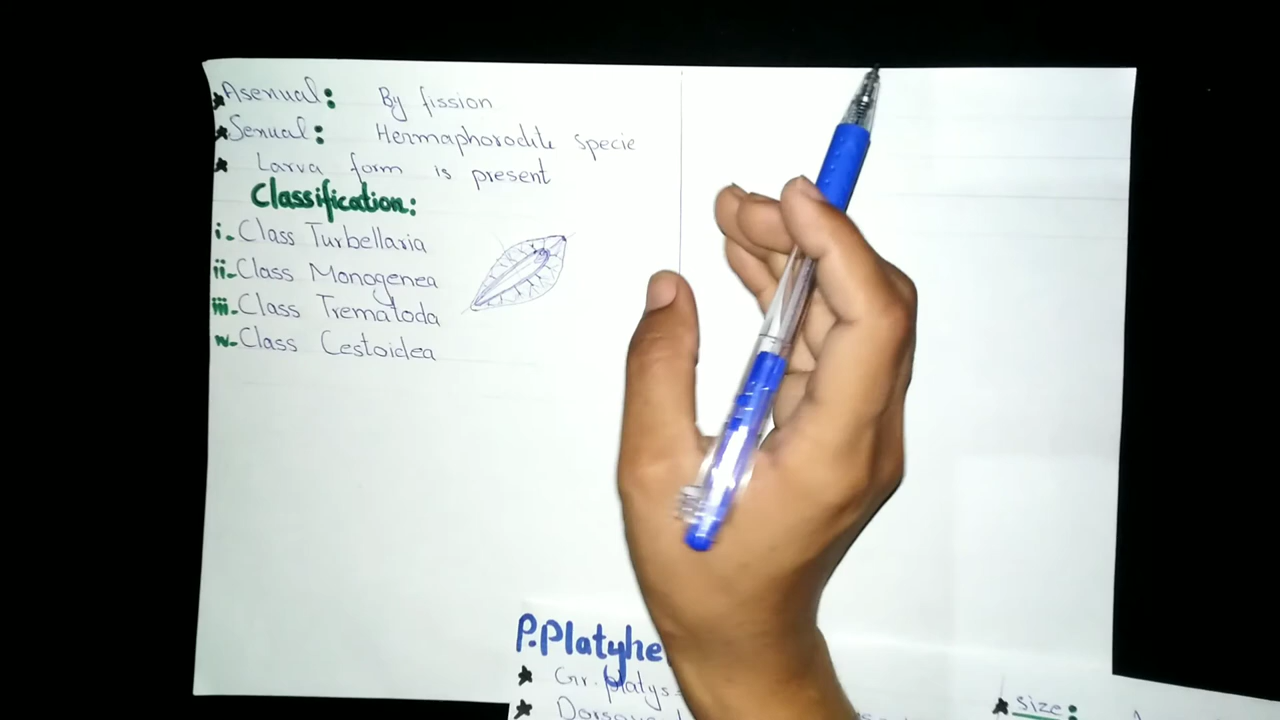 Asexual: By fission
Sexual: Hermaphorodite specie
Larva form is present
Classification:
i. Class Turbellaria
ii. Class Monogenea
iii. Class Trematoda
iv. Class Cestoidea
P.Platyhe
Gr. platys =
size: